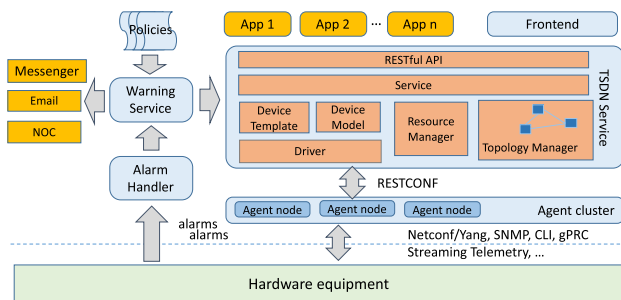 Policies
App 1
App 2
...
App n
Frontend
Messenger
Email
NOC
Warning
Service
RESTful API
Service
Device
Template
Device
Model
Resource
Manager
Topology Manager
Driver
TSDN Service
Alarm
Handler
RESTCONF
Agent node
Agent node
Agent node
Agent cluster
alarms
alarms
Netconf/Yang, SNMP, CLI, gPRC
Streaming Telemetry, ...
Hardware equipment